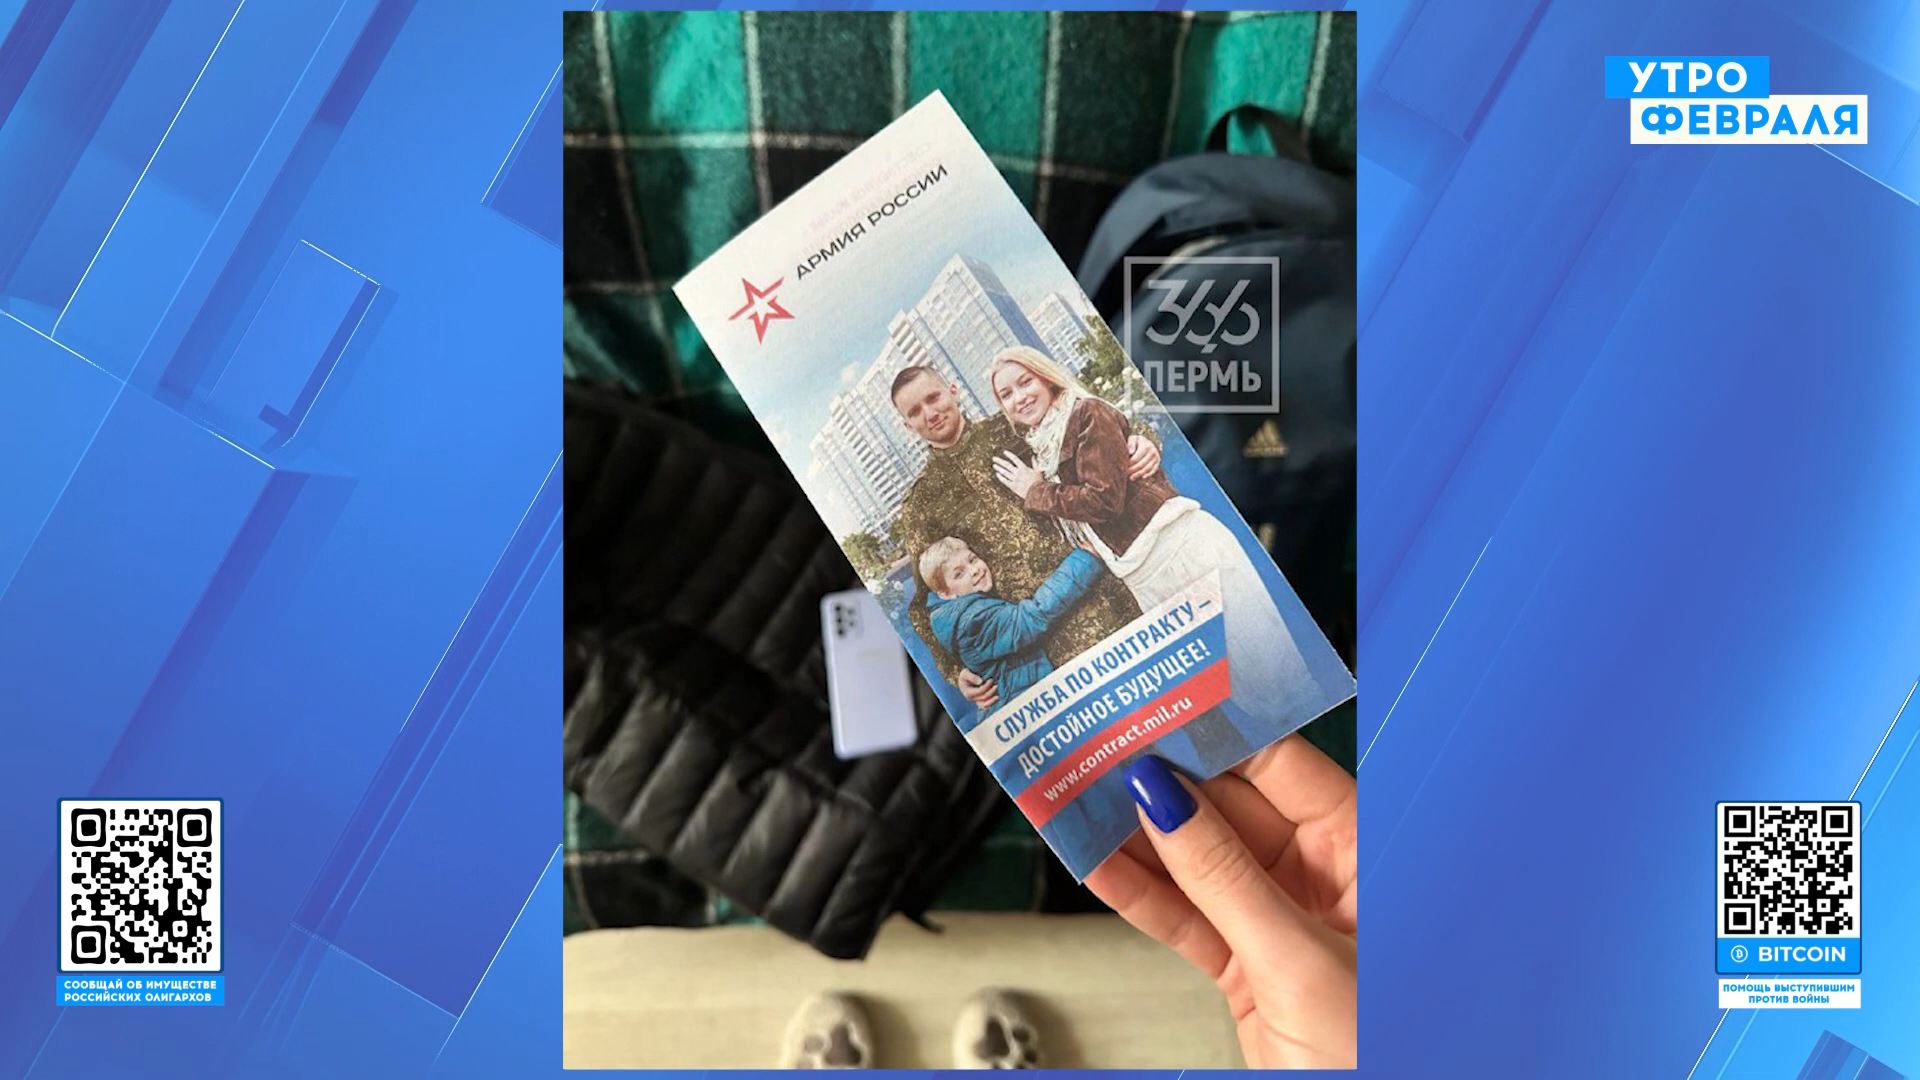 УТРО
ФЕВРАЛЯ
АРМИЯ РОССИИ
365
ПЕРМЬ
adidas
СЛУЖБА ПО КОНТРАКТУ –
ДОСТОЙНОЕ БУДУЩЕЕ!
www.contract.mil.ru
СООБЩАЙ ОБ ИМУЩЕСТВЕ
РОССИЙСКИХ ОЛИГАРХОВ
BITCOIN
ПОМОЩЬ ВЫСТУПИВШИМ
ПРОТИВ ВОЙНЫ